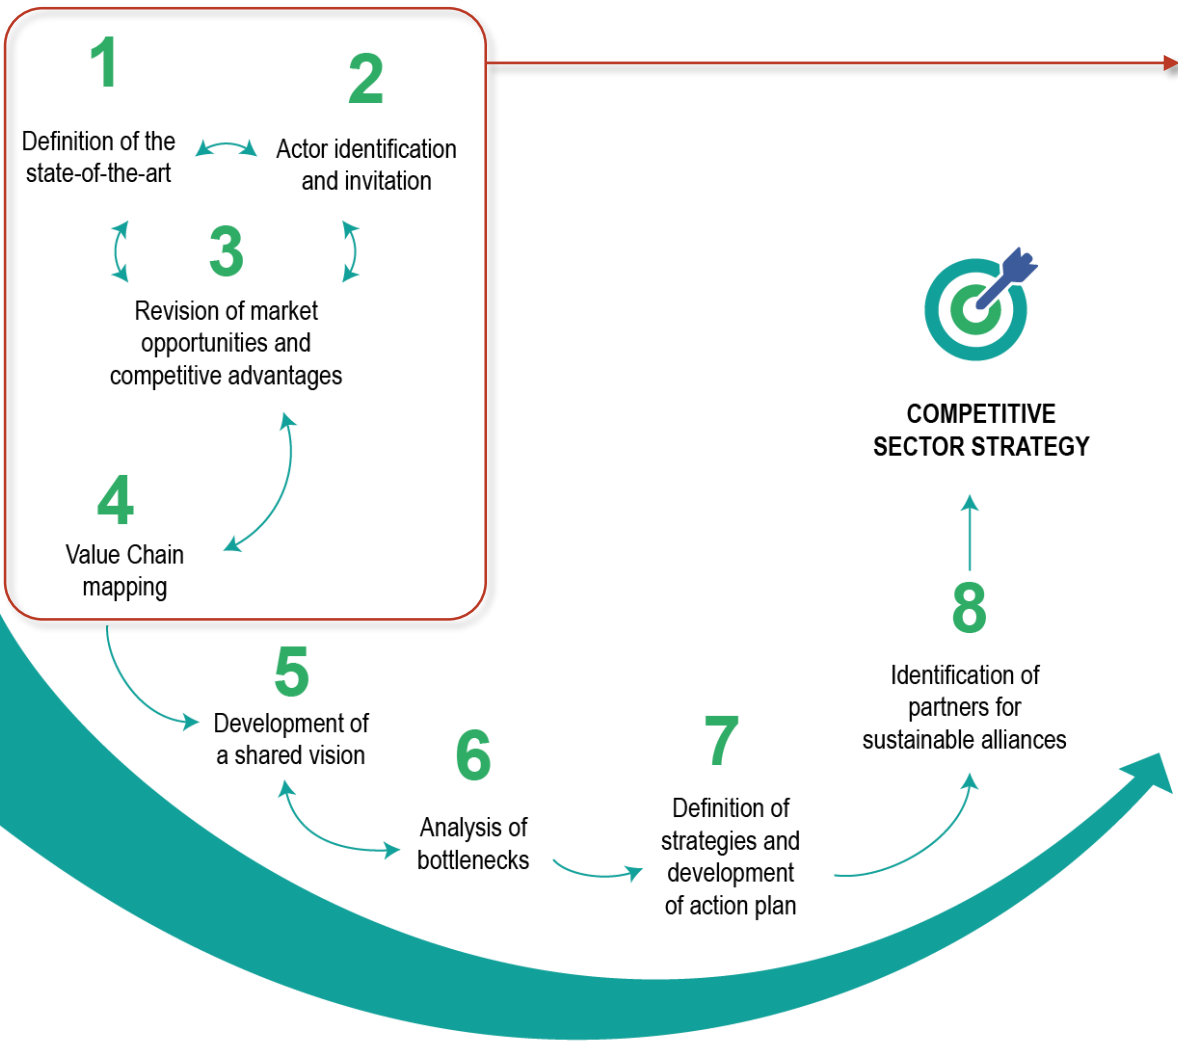 1
Definition of the
state-of-the-art
2
Actor identification
and invitation
3
Revision of market
opportunities and
competitive advantages
4
Value Chain
mapping
5
Development of
a shared vision
6
Analysis of
bottlenecks
7
Definition of
strategies and
development
of action plan
8
Identification of
partners for
sustainable alliances
COMPETITIVE
SECTOR STRATEGY